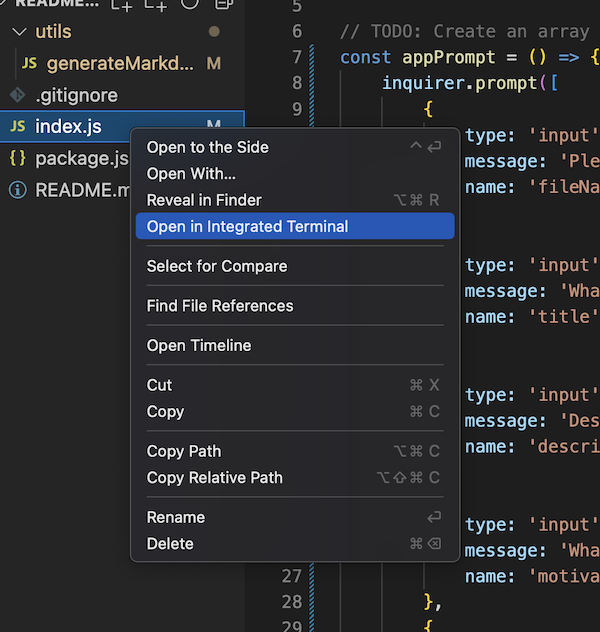 README....
utils
JS generateMarkd... M
.gitignore
JS index.js M
{} package.js
README.m
Open to the Side ^⏎
Open With...
Reveal in Finder ⌥⌘ R
Open in Integrated Terminal
Select for Compare
Find File References
Open Timeline
Cut ⌘ X
Copy ⌘ C
Copy Path ⌥⌘ C
Copy Relative Path ⌥⇧⌘ C
Rename ⏎
Delete ⌘⌫
5
6 // TODO: Create an array
7 const appPrompt = () => {
8 inquirer.prompt([
9 {
type: 'input'
message: 'Ple
name: 'fileNa
type: 'input'
message: 'Wha
name: 'title'
type: 'input'
message: 'Des
name: 'descri
type: 'input'
message: 'Wha
27 name: 'motiva
28 },
29 {